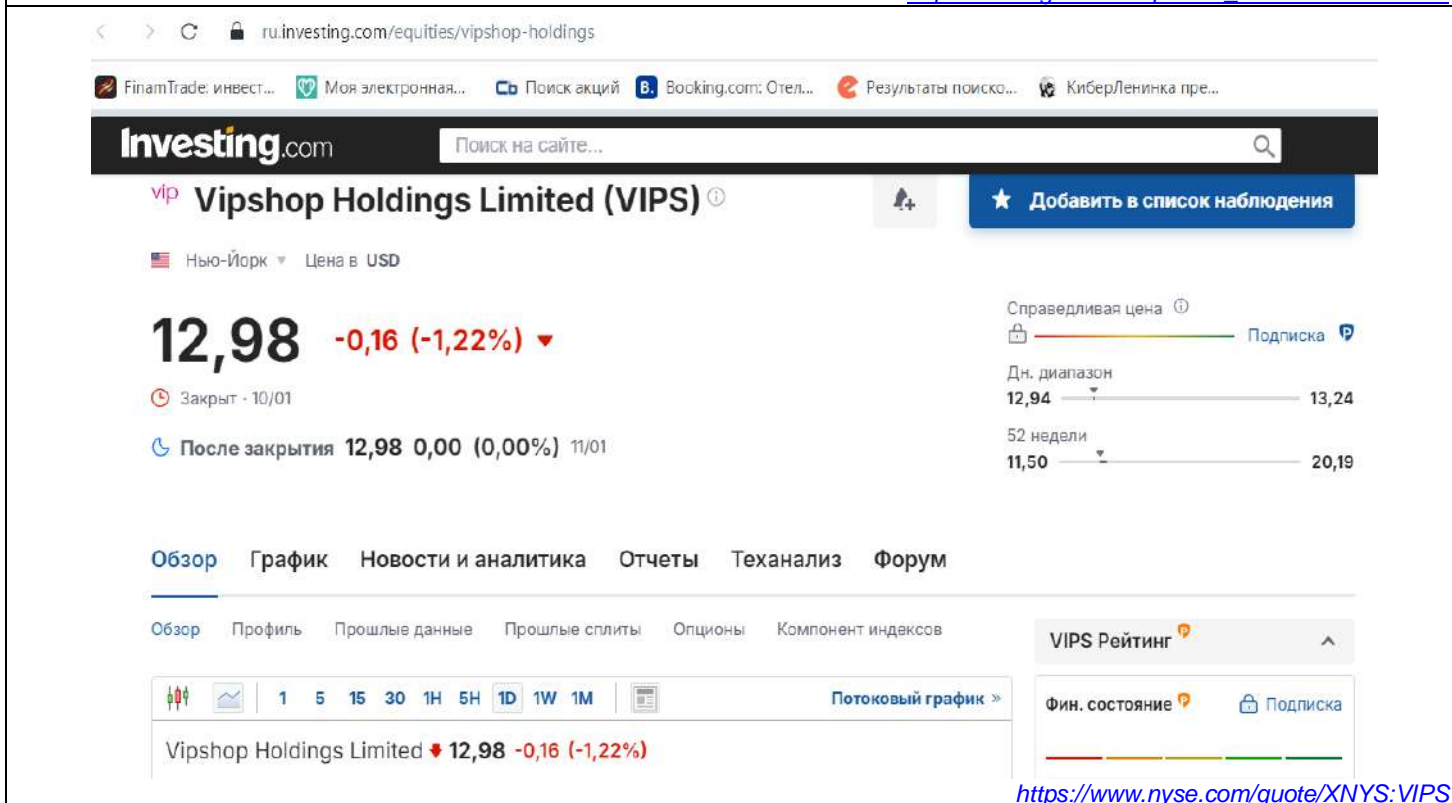 ru.investing.com/equities/vipshop-holdings
FinamTrade: инвест... Моя электронная... Поиск акций B. Booking.com: Отел... Результаты поиско... КиберЛенинка пре...
Investing.com Поиск на сайте...
vip Vipshop Holdings Limited (VIPS) Добавить в список наблюдения
Нью-Йорк Цена в USD
12,98 -0,16 (-1,22%)
Справедливая цена
Подписка
Закрыт · 10/01
Дн. диапазон
12,94 13,24
После закрытия 12,98 0,00 (0,00%) 11/01
52 недели
11,50 20,19
Обзор График Новости и аналитика Отчеты Теханализ Форум
Обзор Профиль Прошлые данные Прошлые сплиты Опционы Компонент индексов
VIPS Рейтинг
1 5 15 30 1H 5H 1D 1W 1M Потоковый график »
Фин. состояние Подписка
Vipshop Holdings Limited 12,98 -0,16 (-1,22%)
https://www.nyse.com/quote/XNYS:VIPS